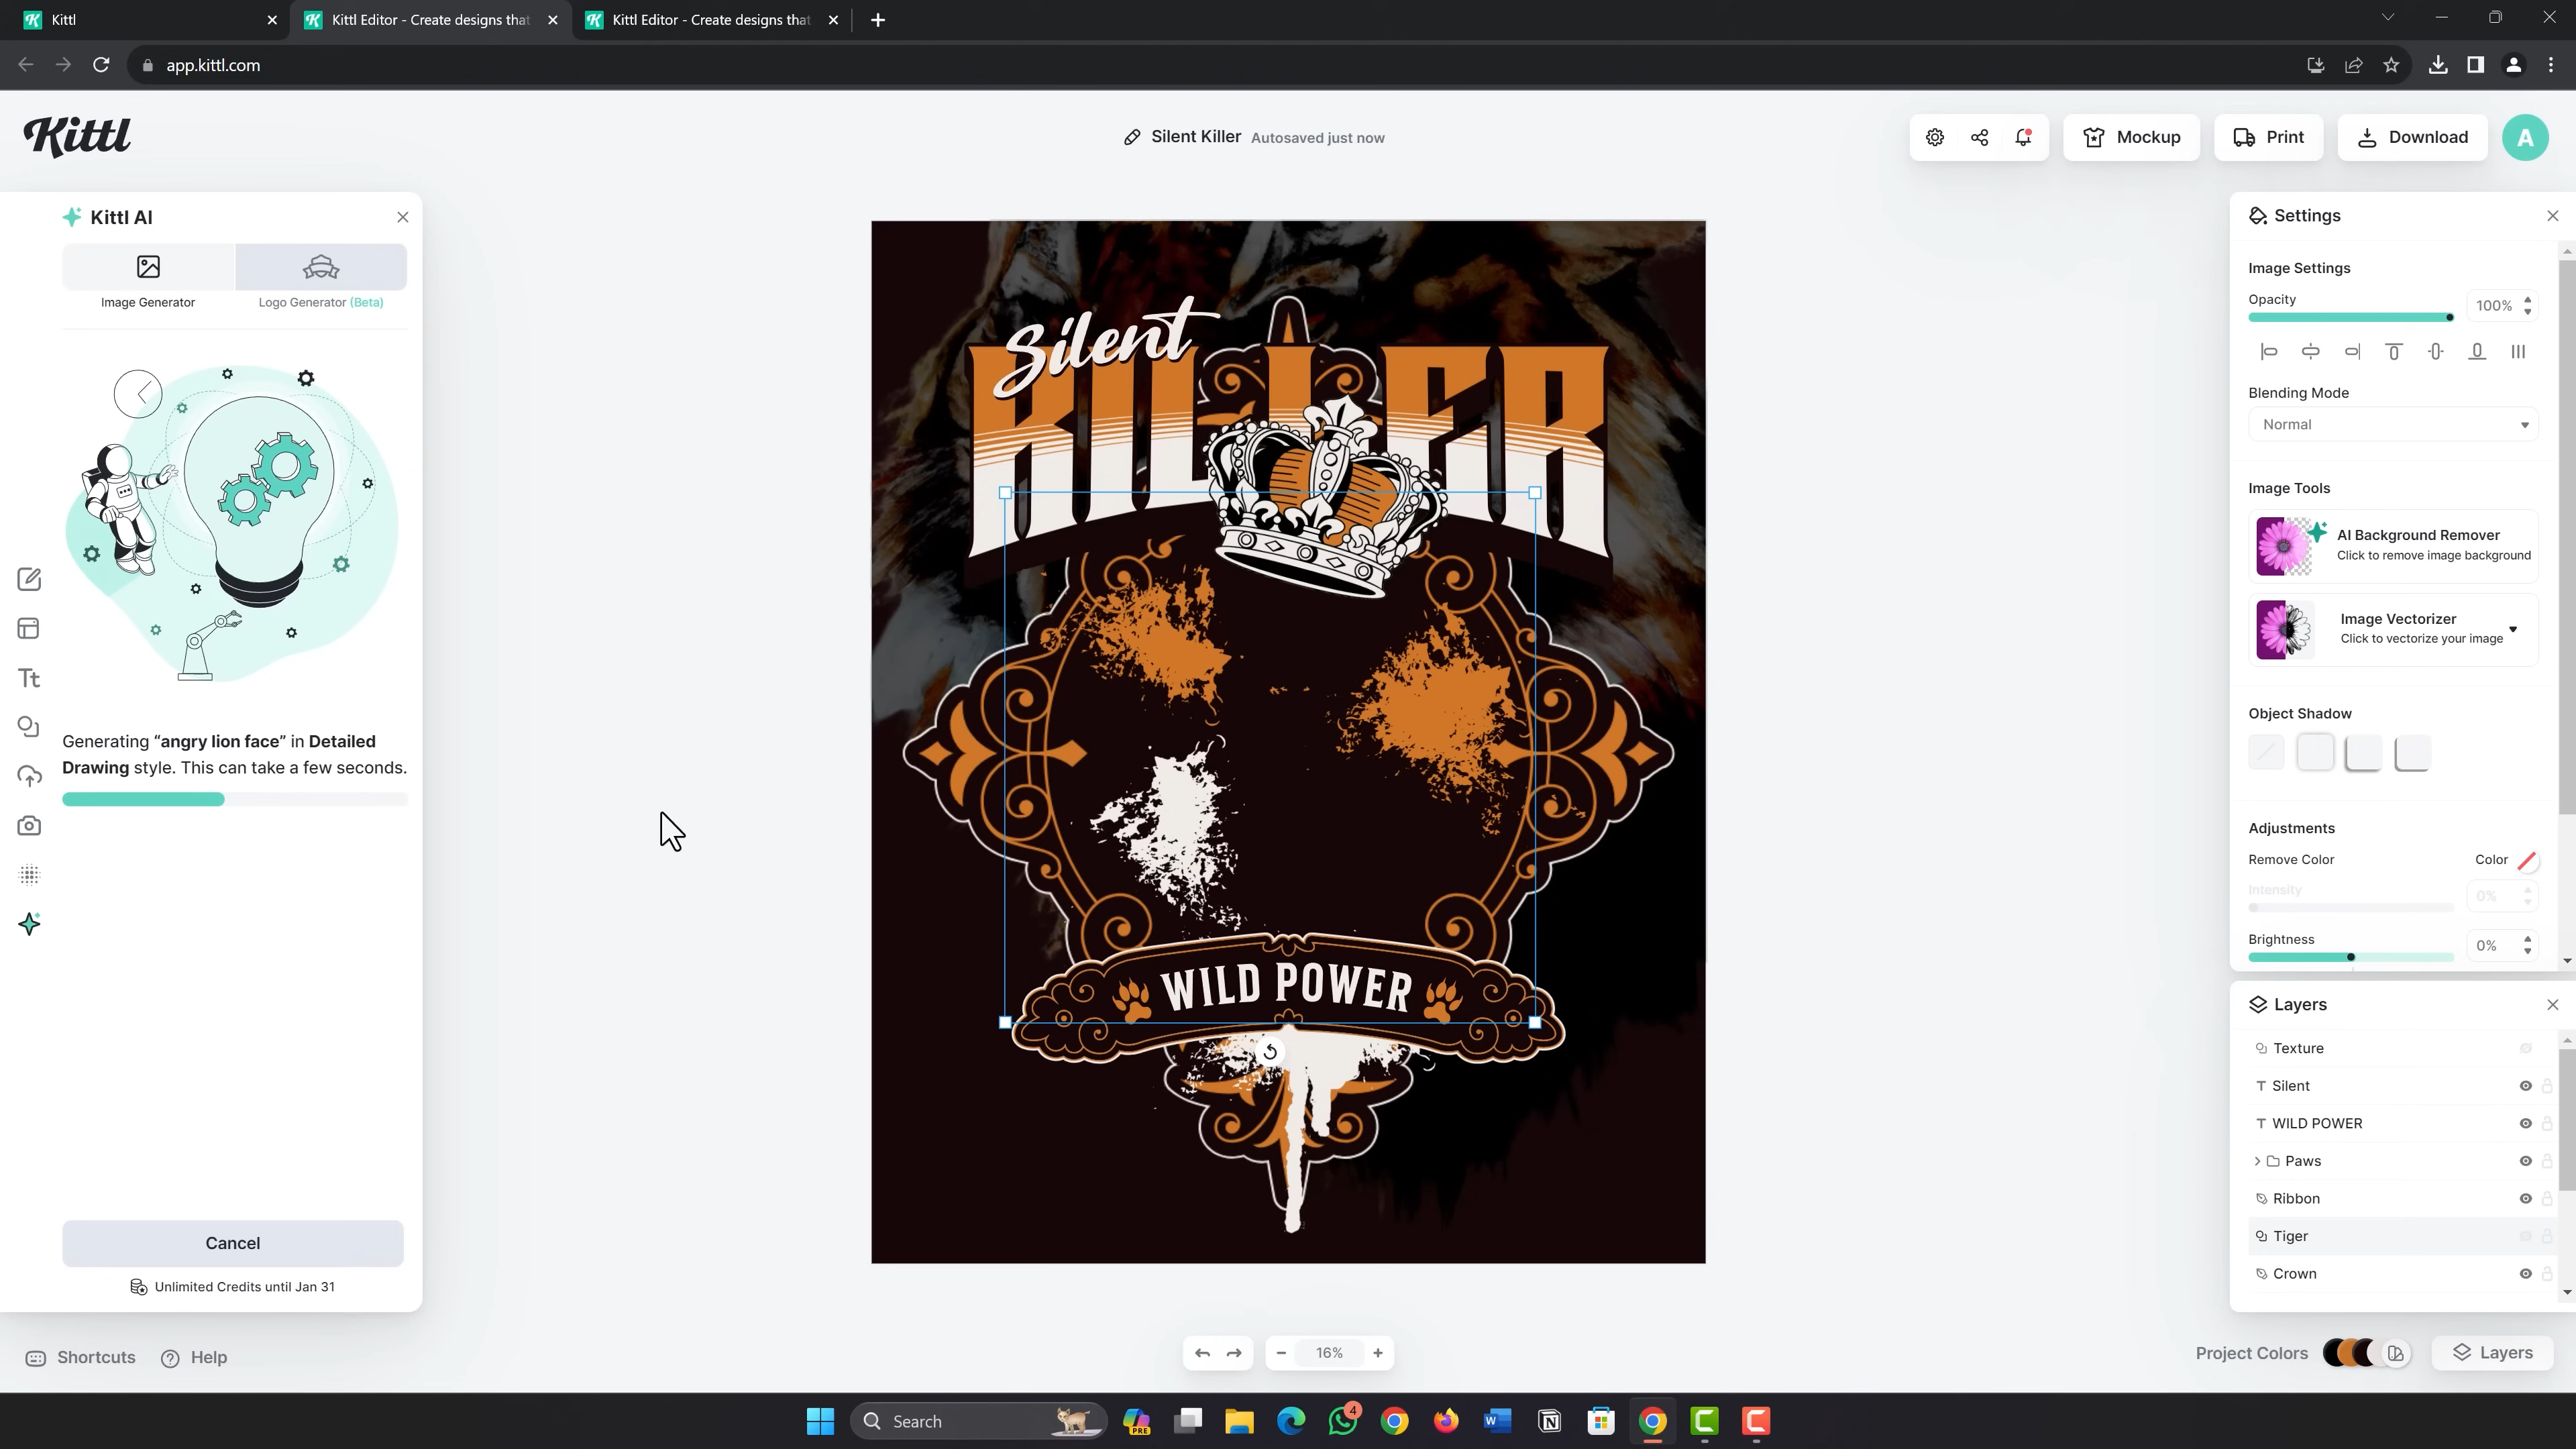 Kittl
Kittl Editor - Create designs that
Kittl Editor - Create designs that
app.kittl.com
Kittl
Silent Killer Autosaved just now
Mockup
Print
Download
A
Kittl AI
Image Generator
Logo Generator (Beta)
Generating “angry lion face” in Detailed
Drawing style. This can take a few seconds.
Cancel
Unlimited Credits until Jan 31
Silent
KILLER
WILD POWER
Settings
Image Settings
Opacity
100%
Blending Mode
Normal
Image Tools
AI Background Remover
Click to remove image background
Image Vectorizer
Click to vectorize your image
Object Shadow
Adjustments
Remove Color
Color
Intensity
0%
Brightness
0%
Layers
Texture
Silent
WILD POWER
Paws
Ribbon
Tiger
Crown
Shortcuts
Help
16%
Project Colors
Layers
Search
PRE
4